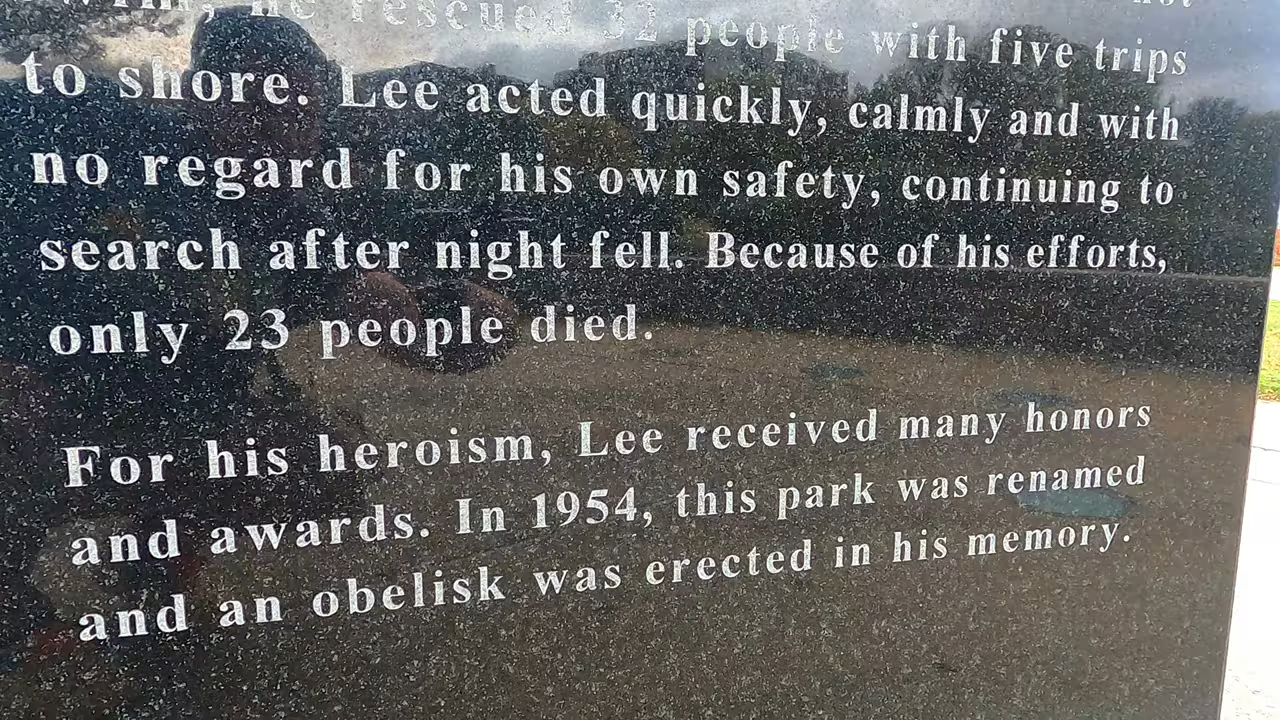 he rescued 32 people with five trips
to shore. Lee acted quickly, calmly and with
no regard for his own safety, continuing to
search after night fell. Because of his efforts,
only 23 people died.
For his heroism, Lee received many honors
and awards. In 1954, this park was renamed
and an obelisk was erected in his memory.